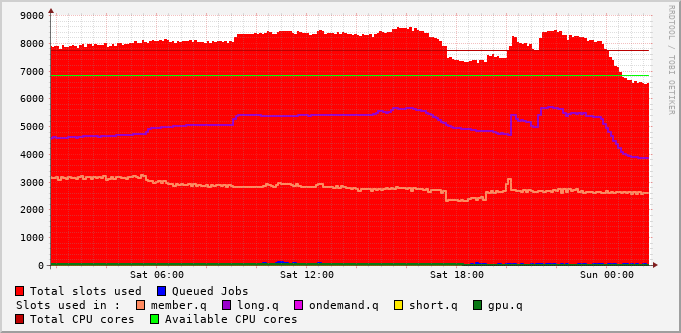 9000
8000
7000
6000
5000
4000
3000
2000
1000
0
Sat 06:00 Sat 12:00 Sat 18:00 Sun 00:00
RRDTOOL / TOBI OETIKER
Total slots used Queued Jobs
Slots used in : member.q long.q ondemand.q short.q gpu.q
Total CPU cores Available CPU cores